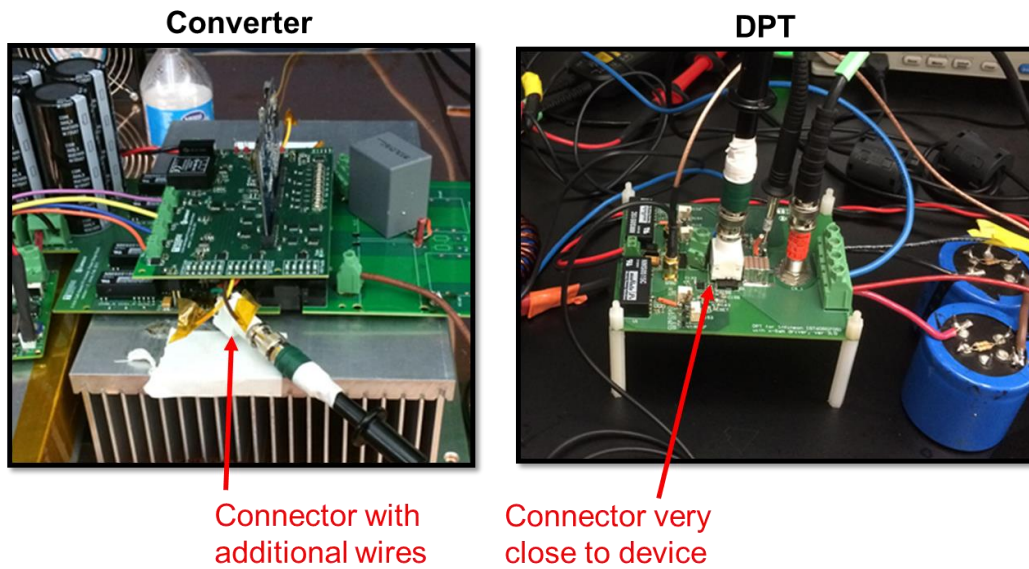 Converter
DPT
Connector with
additional wires
Connector very
close to device